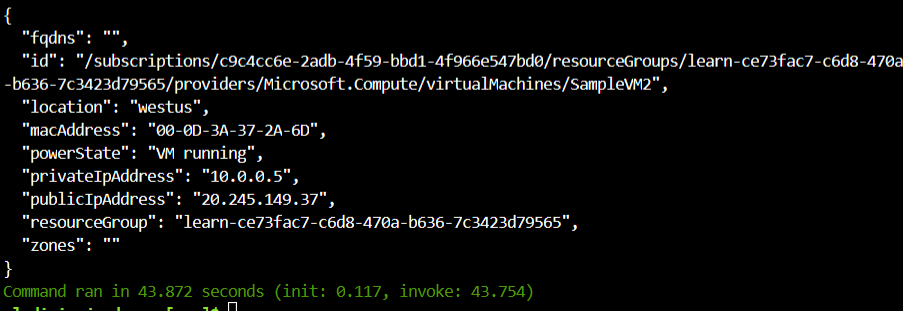 {
  "fqdns": "",
  "id": "/subscriptions/c9c4cc6e-2adb-4f59-bbd1-4f966e547bd0/resourceGroups/learn-ce73fac7-c6d8-470a
-b636-7c3423d79565/providers/Microsoft.Compute/virtualMachines/SampleVM2",
  "location": "westus",
  "macAddress": "00-0D-3A-37-2A-6D",
  "powerState": "VM running",
  "privateIpAddress": "10.0.0.5",
  "publicIpAddress": "20.245.149.37",
  "resourceGroup": "learn-ce73fac7-c6d8-470a-b636-7c3423d79565",
  "zones": ""
}
Command ran in 43.872 seconds (init: 0.117, invoke: 43.754)